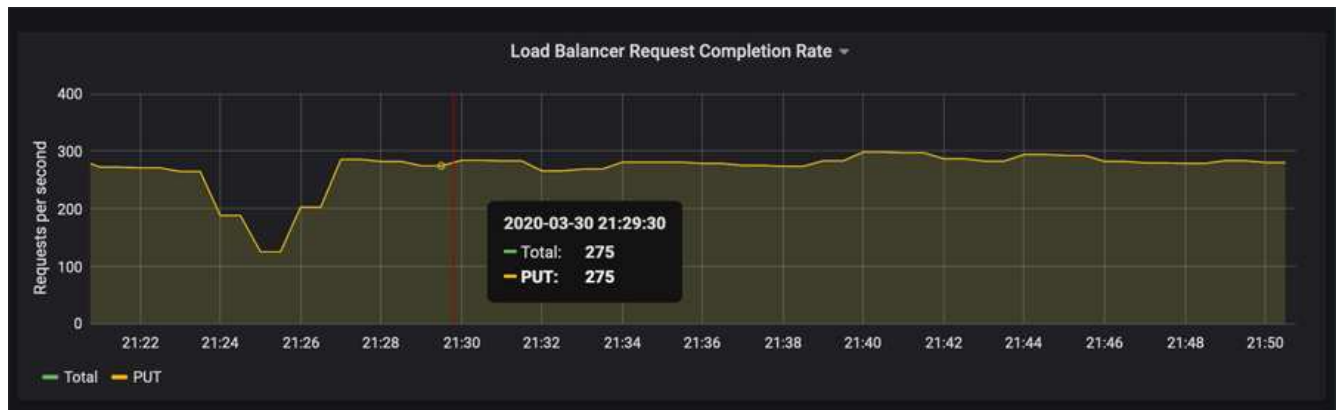 Load Balancer Request Completion Rate
Requests per second
400
300
200
100
0
2020-03-30 21:29:30
Total: 275
PUT: 275
21:22 21:24 21:26 21:28 21:30 21:32 21:34 21:36 21:38 21:40 21:42 21:44 21:46 21:48 21:50
Total PUT